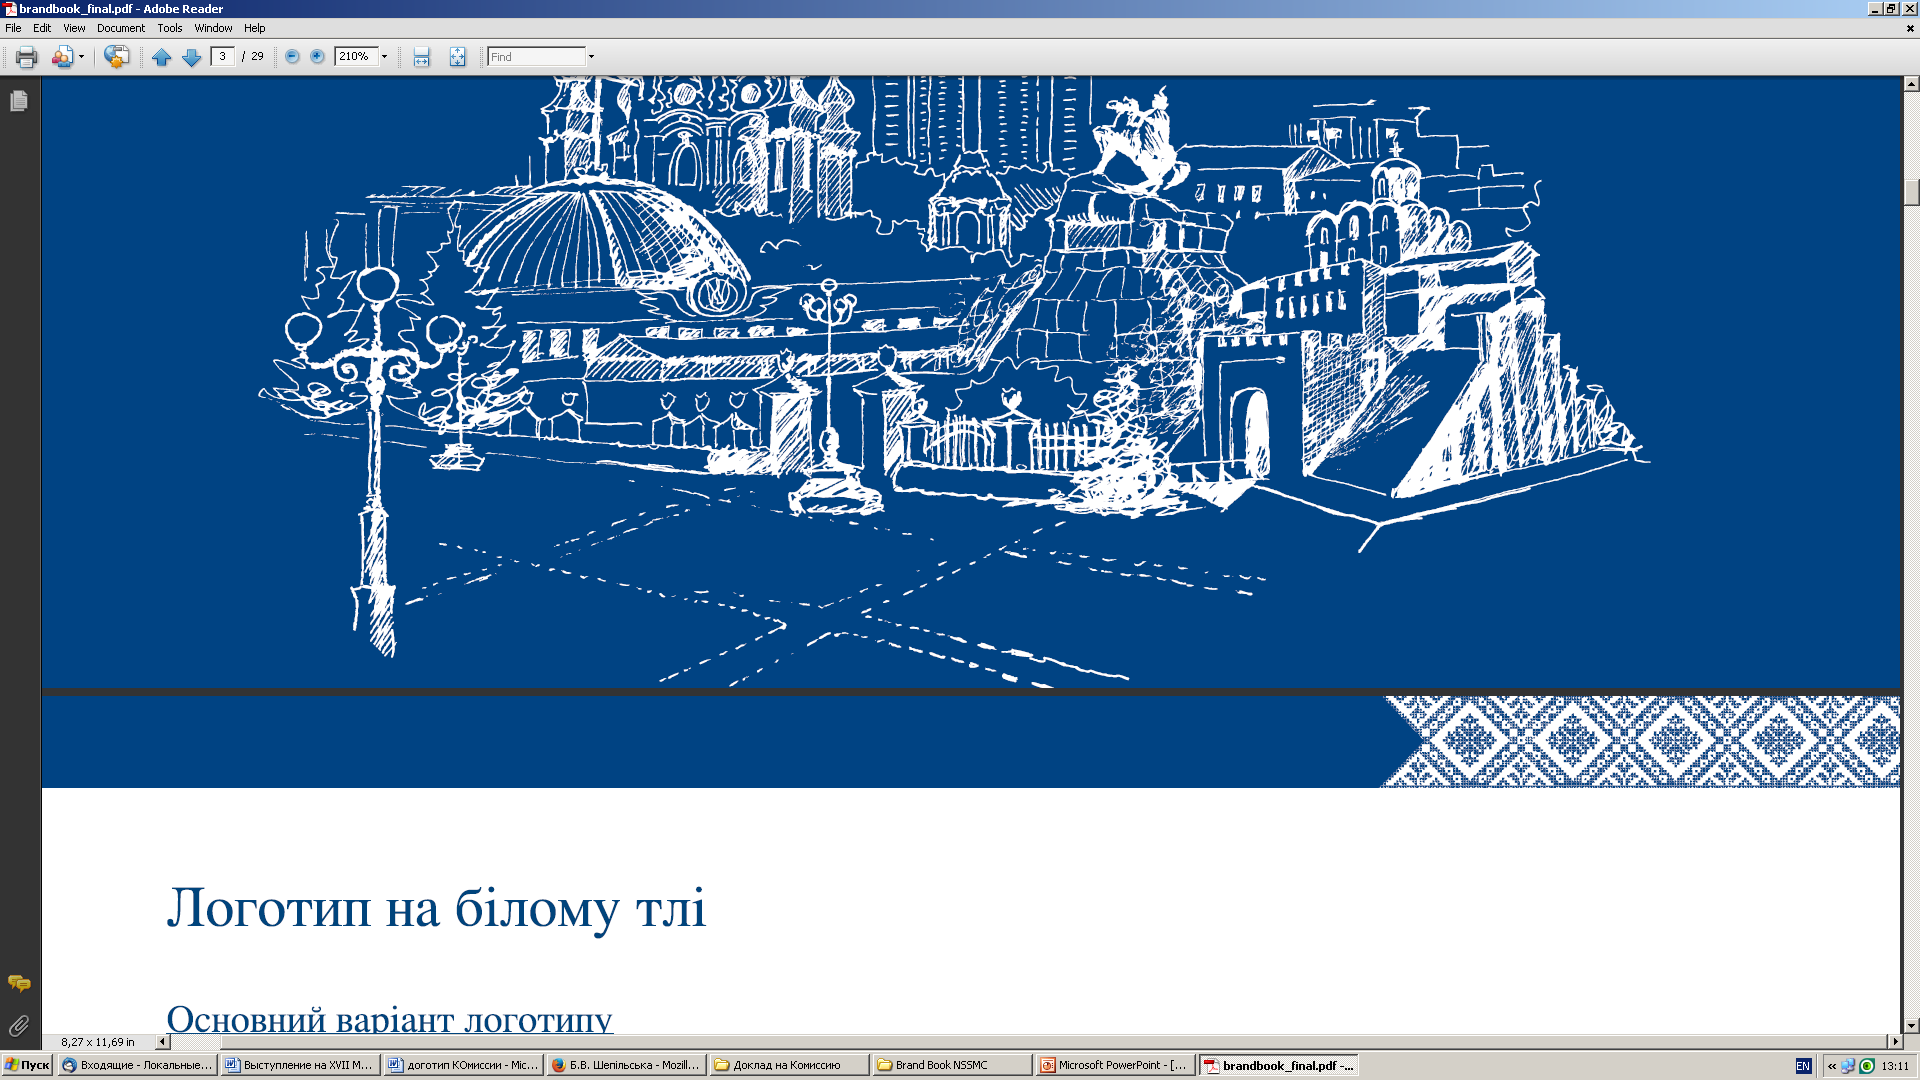 brandbook_final.pdf - Adobe Reader
File Edit View Document Tools Window Help
3 / 29 210% Find
Логотип на білому тлі
Основний варіант логотипу
8,27 x 11,69 in
Пуск Входящие - Локальные... Выступление на XVII М... доготип КОмиссии - Mic... Б.В. Шепільська - Mozill... Доклад на Комиссию Brand Book NSSMC Microsoft PowerPoint - [... brandbook_final.pdf -... EN « 13:11